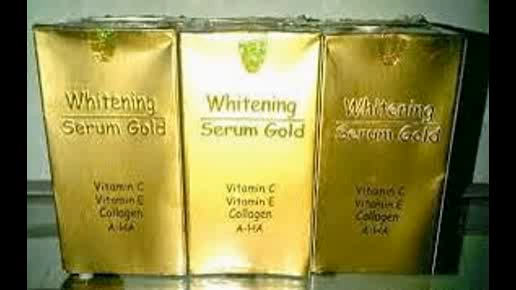 Whitening
Serum Gold
Vitamin C
Vitamin E
Collagen
A-HA
Whitening
Serum Gold
Vitamin C
Vitamin E
Collagen
A-HA
Whitening
Serum Gold
Vitamin C
Vitamin E
Collagen
A-HA